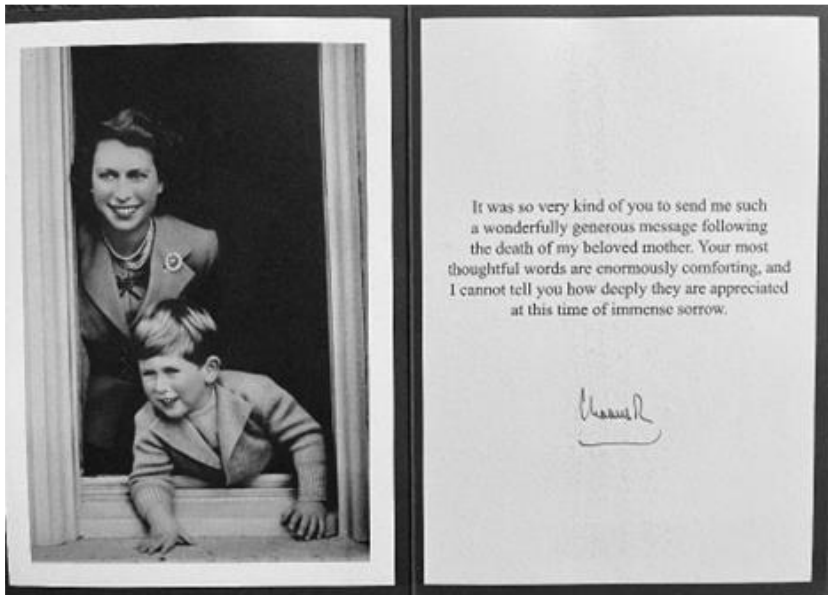 It was so very kind of you to send me such
a wonderfully generous message following
the death of my beloved mother. Your most
thoughtful words are enormously comforting, and
I cannot tell you how deeply they are appreciated
at this time of immense sorrow.
Charles R